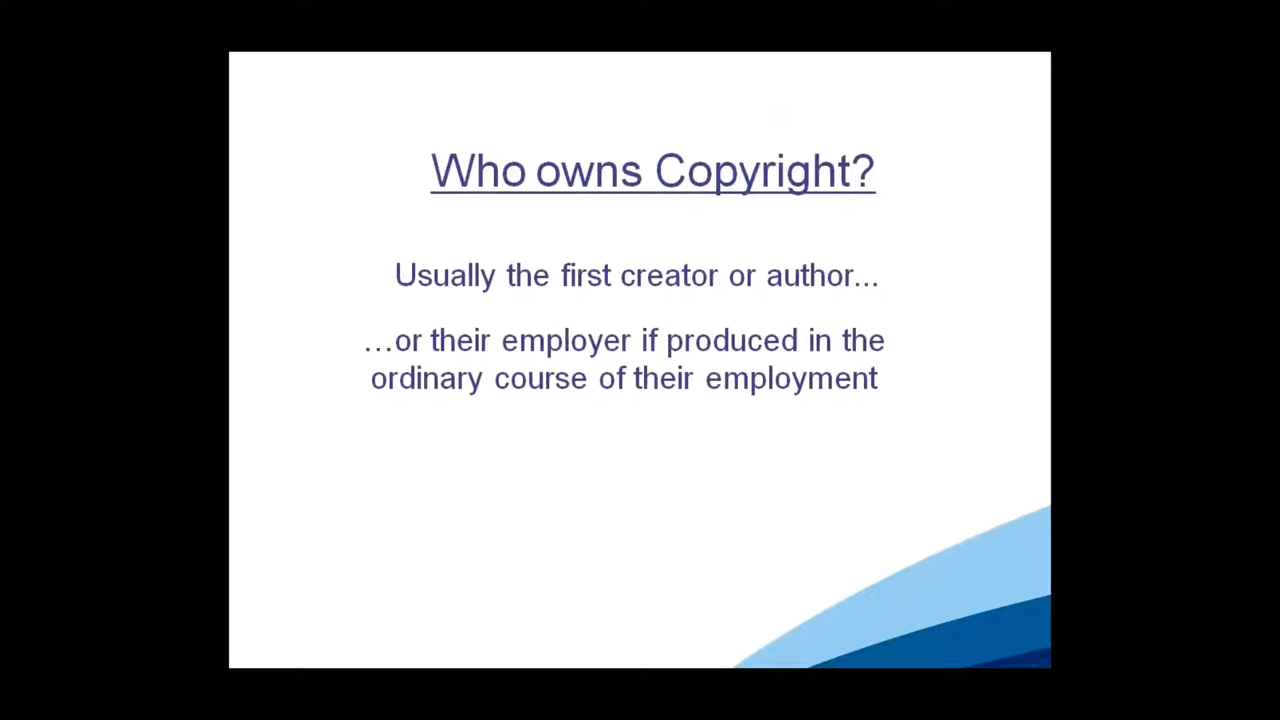 Who owns Copyright?
Usually the first creator or author...
...or their employer if produced in the
ordinary course of their employment